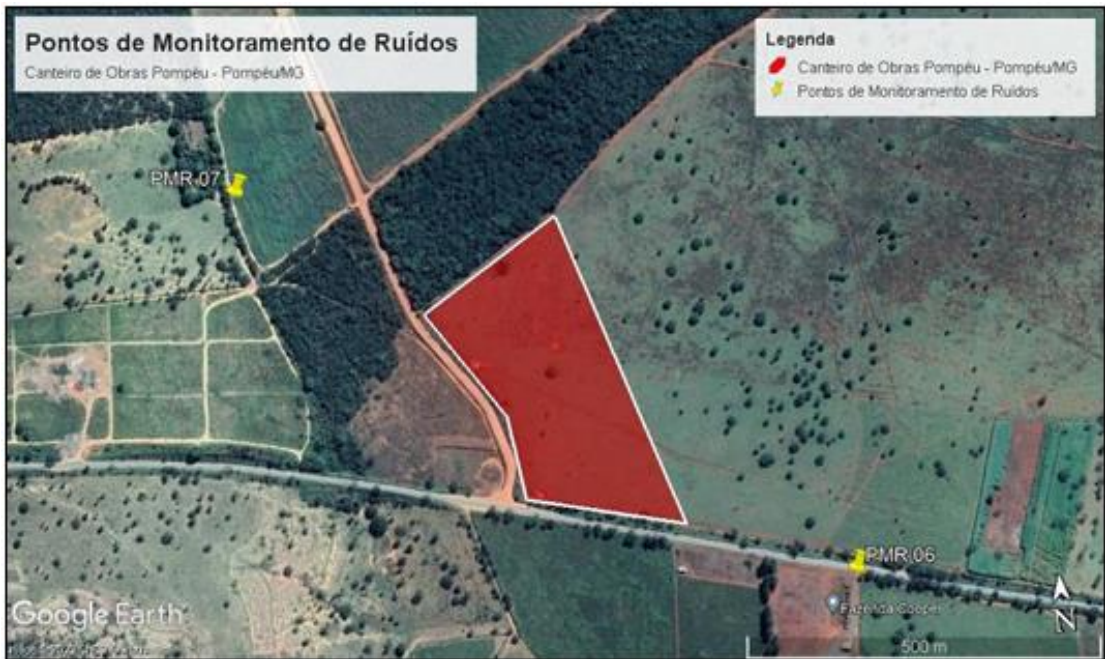 Pontos de Monitoramento de Ruídos
Canteiro de Obras Pompéu - Pompéu/MG
Legenda
Canteiro de Obras Pompéu - Pompéu/MG
Pontos de Monitoramento de Ruídos
PMR 07
PMR 06
Fazenda Cooper
Google Earth
N
500 m